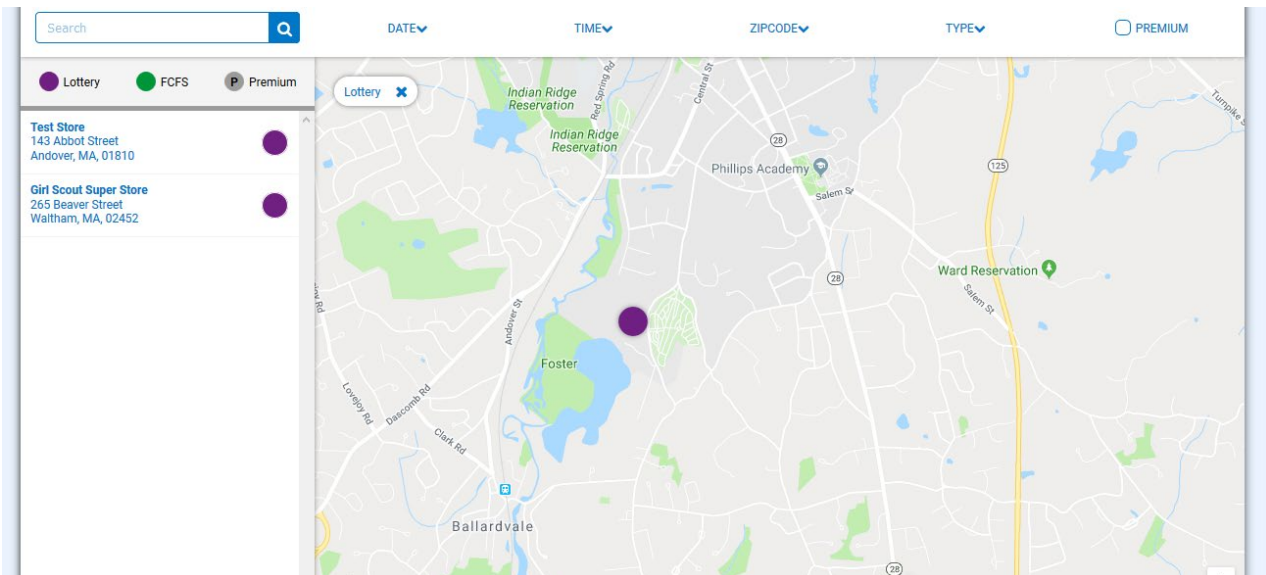 Search
DATE
TIME
ZIPCODE
TYPE
PREMIUM
Lottery
FCFS
P Premium
Lottery
Test Store
143 Abbot Street
Andover, MA, 01810
Girl Scout Super Store
265 Beaver Street
Waltham, MA, 02452
Indian Ridge
Reservation
Red Spring Rd
Central St
Turnpike
Indian Ridge
Reservation
28
Phillips Academy
125
Salem St
Ward Reservation
28
Salem St
Andover St
Foster
Lovejoy Rd
Dascomb Rd
Clark Rd
Ballardvale
28